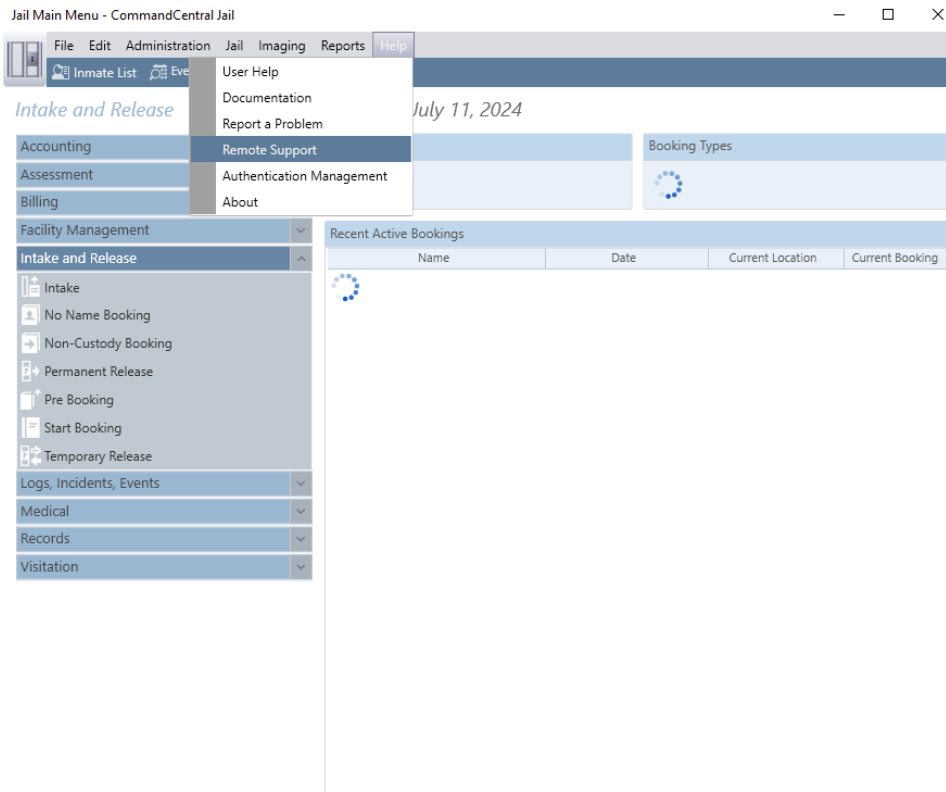 Jail Main Menu - CommandCentral Jail
File Edit Administration Jail Imaging Reports Help
Inmate List Eve
User Help
Documentation
Report a Problem
Remote Support
Authentication Management
About
Intake and Release
July 11, 2024
Accounting
Assessment
Billing
Facility Management
Intake and Release
Intake
No Name Booking
Non-Custody Booking
Permanent Release
Pre Booking
Start Booking
Temporary Release
Logs, Incidents, Events
Medical
Records
Visitation
Booking Types
Recent Active Bookings
Name Date Current Location Current Booking